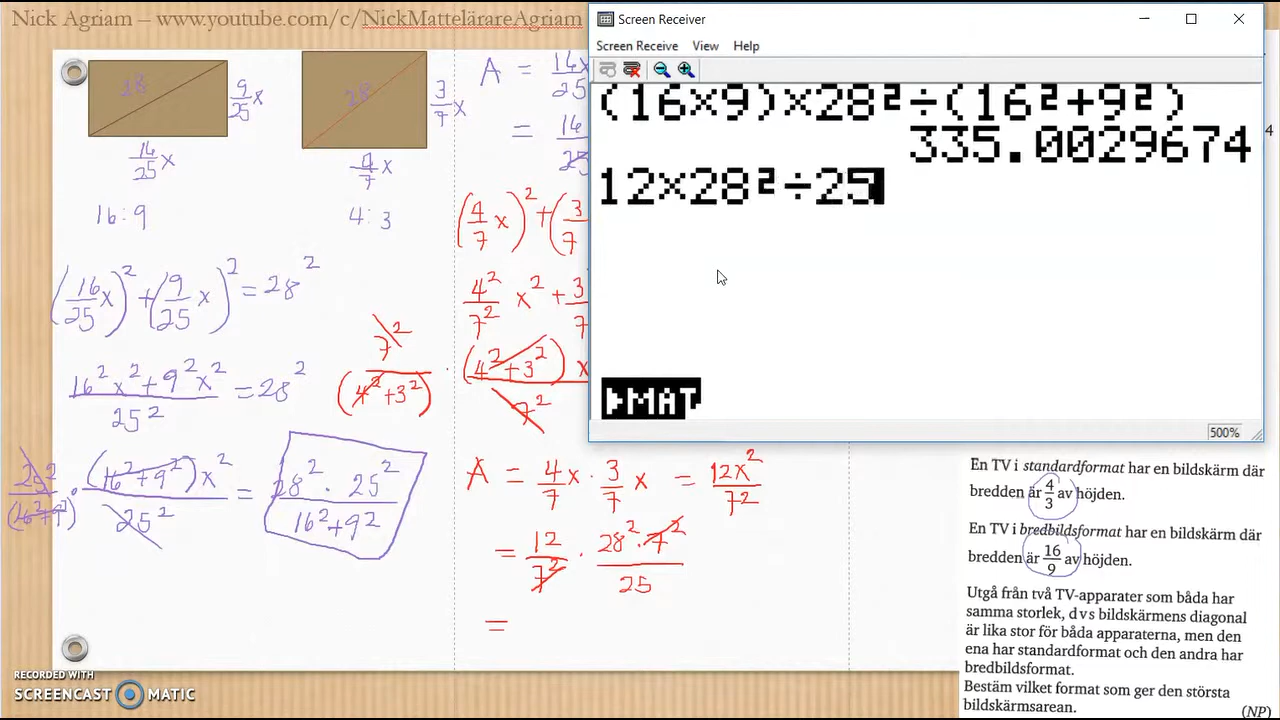 Nick Agriam – www.youtube.com/c/NickMattelärareAgriam
Screen Receiver
Screen Receive View Help
(16×9)×28²÷(16²+9²)
335.0029674
12×28²÷25
▶MAT
500%
4
28
9/25 x
16/25 x
16:9
28
3/7 x
4/7 x
4:3
(16/25 x)² + (9/25 x)² = 28²
(16²x² + 9²x²)/25² = 28²
25²/(16²+9²) · (16²+9²)x²/25² = 28² · 25²/(16²+9²)
A = 14x
25
= 14
(4/7 x)² + (3/7
4²/7² x² + 3
7²/(4²+3²) · (4²+3²) x
7²
A = 4/7 x · 3/7 x = 12x²/7²
= 12/7² · 28² · 7²/25
=
En TV i standardformat har en bildskärm där
bredden är 4/3 av höjden.
En TV i bredbildsformat har en bildskärm där
bredden är 16/9 av höjden.
Utgå från två TV-apparater som båda har
samma storlek, d v s bildskärmens diagonal
är lika stor för båda apparaterna, men den
ena har standardformat och den andra har
bredbildsformat.
Bestäm vilket format som ger den största
bildskärmsarean.
(NP)
RECORDED WITH
SCREENCAST MATIC